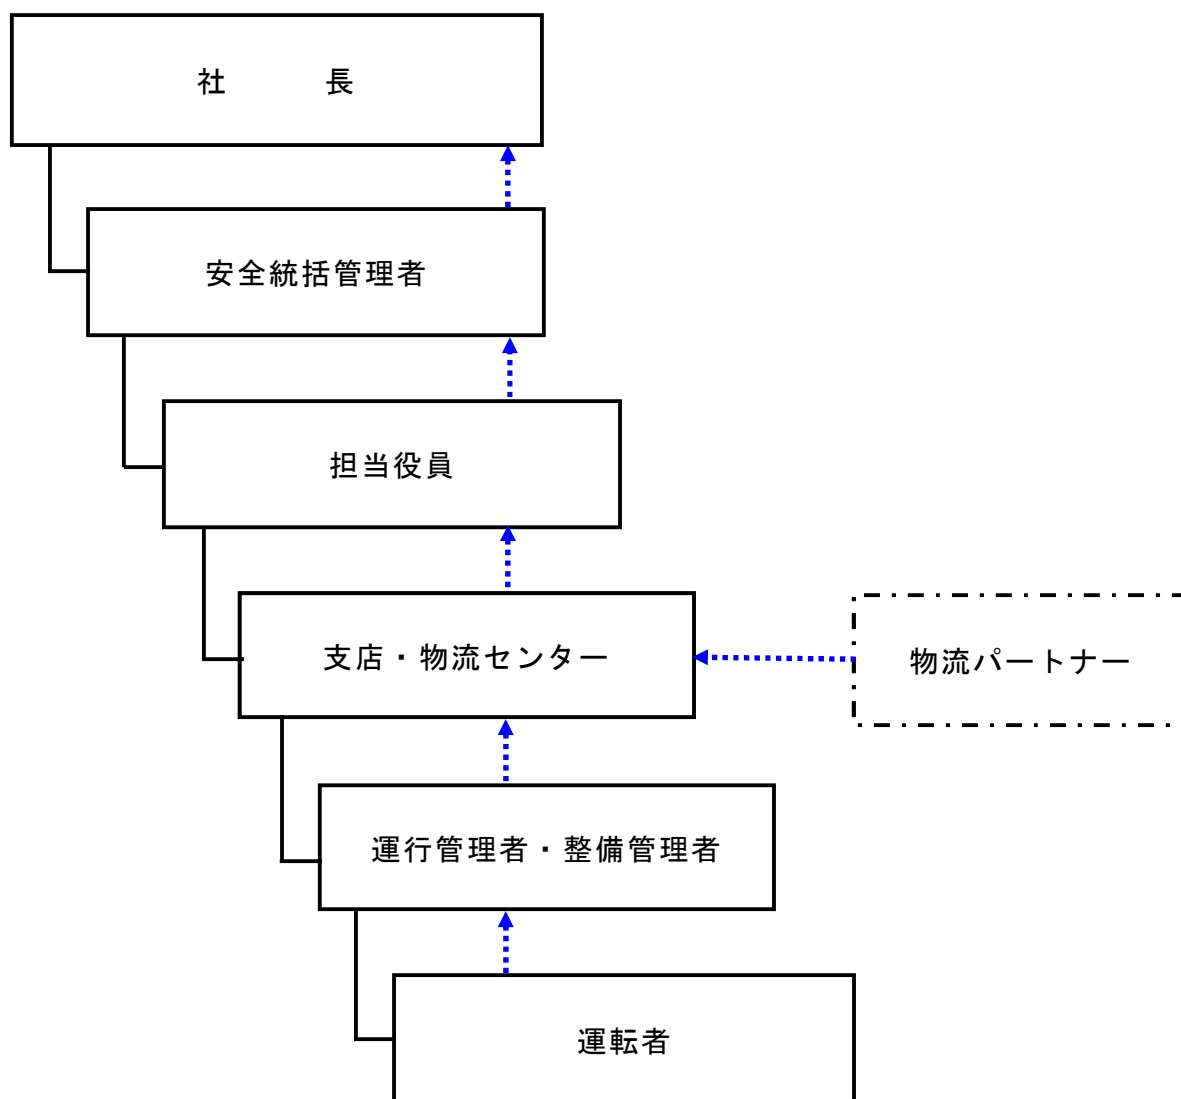 社　　　長
安全統括管理者
担当役員
支店・物流センター
物流パートナー
運行管理者・整備管理者
運転者